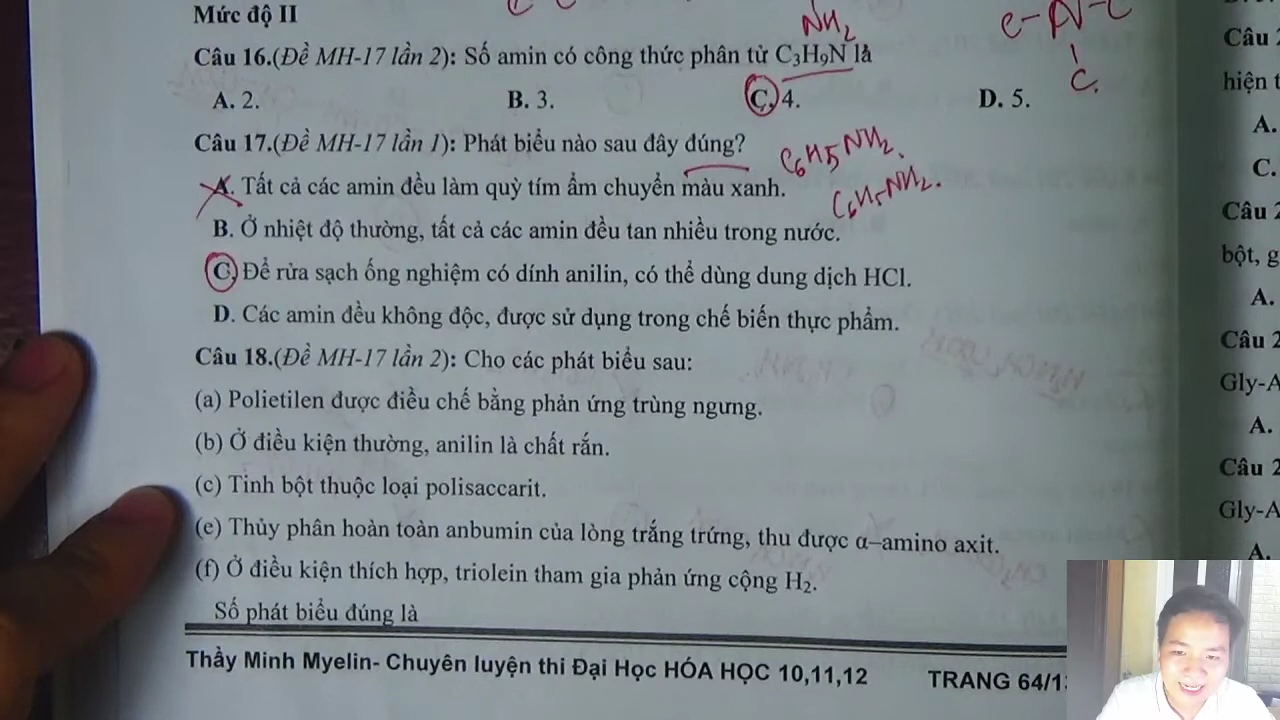 Mức độ II
NH₂
C-N-C
C
Câu 16.(Đề MH-17 lần 2): Số amin có công thức phân tử C₃H₉N là
A. 2. B. 3. C. 4. D. 5.
Câu 17.(Đề MH-17 lần 1): Phát biểu nào sau đây đúng?
C₆H₅NH₂.
A. Tất cả các amin đều làm quỳ tím ẩm chuyển màu xanh.
C₆H₅NH₂.
B. Ở nhiệt độ thường, tất cả các amin đều tan nhiều trong nước.
C. Để rửa sạch ống nghiệm có dính anilin, có thể dùng dung dịch HCl.
D. Các amin đều không độc, được sử dụng trong chế biến thực phẩm.
Câu 18.(Đề MH-17 lần 2): Cho các phát biểu sau:
(a) Polietilen được điều chế bằng phản ứng trùng ngưng.
(b) Ở điều kiện thường, anilin là chất rắn.
(c) Tinh bột thuộc loại polisaccarit.
(e) Thủy phân hoàn toàn anbumin của lòng trắng trứng, thu được α–amino axit.
(f) Ở điều kiện thích hợp, triolein tham gia phản ứng cộng H₂.
Số phát biểu đúng là
Thầy Minh Myelin- Chuyên luyện thi Đại Học HÓA HỌC 10,11,12 TRANG 64/1
Câu 2
hiện t
A.
C.
Câu 2
bột, g
A.
Câu 2
Gly-A
A.
Câu 2
Gly-A
A.